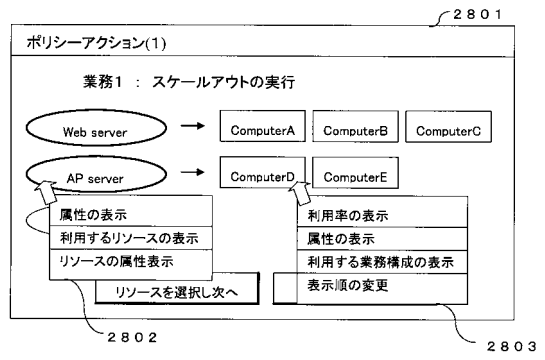 2801
ポリシーアクション(1)
業務1 : スケールアウトの実行
Web server → ComputerA ComputerB ComputerC
AP server → ComputerD ComputerE
属性の表示
利用するリソースの表示
リソースの属性表示
利用率の表示
属性の表示
利用する業務構成の表示
表示順の変更
リソースを選択し次へ
2802
2803